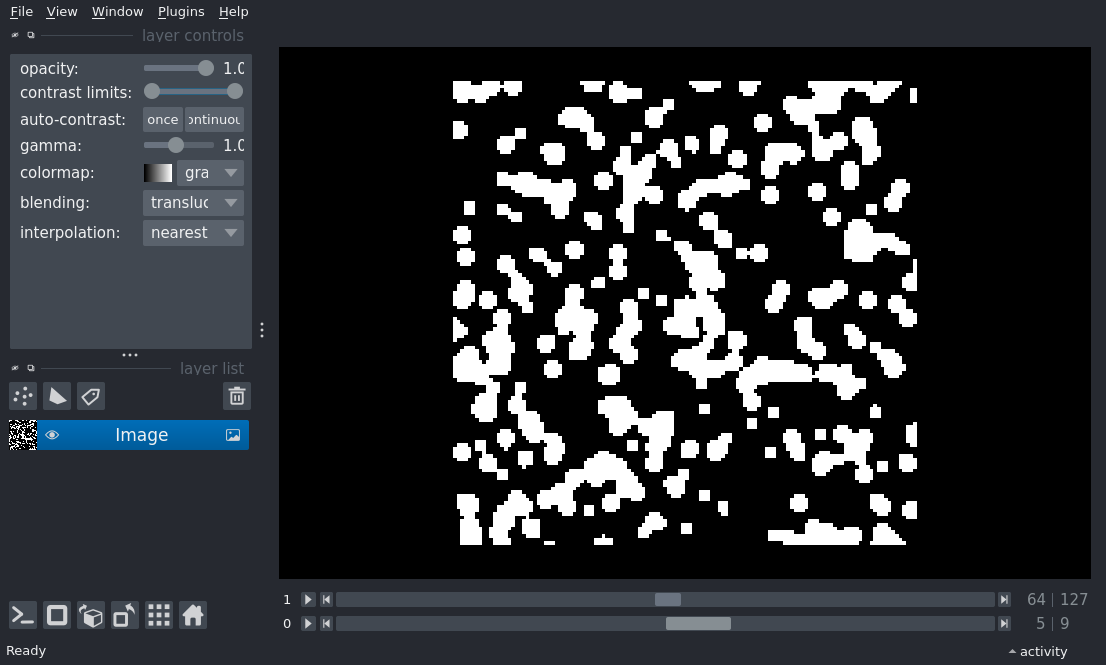 File View Window Plugins Help
layer controls
opacity: 1.0
contrast limits:
auto-contrast: once ontinuou
gamma: 1.0
colormap: gra
blending: transluc
interpolation: nearest
layer list
Image
1 64 | 127
0 5 | 9
Ready activity